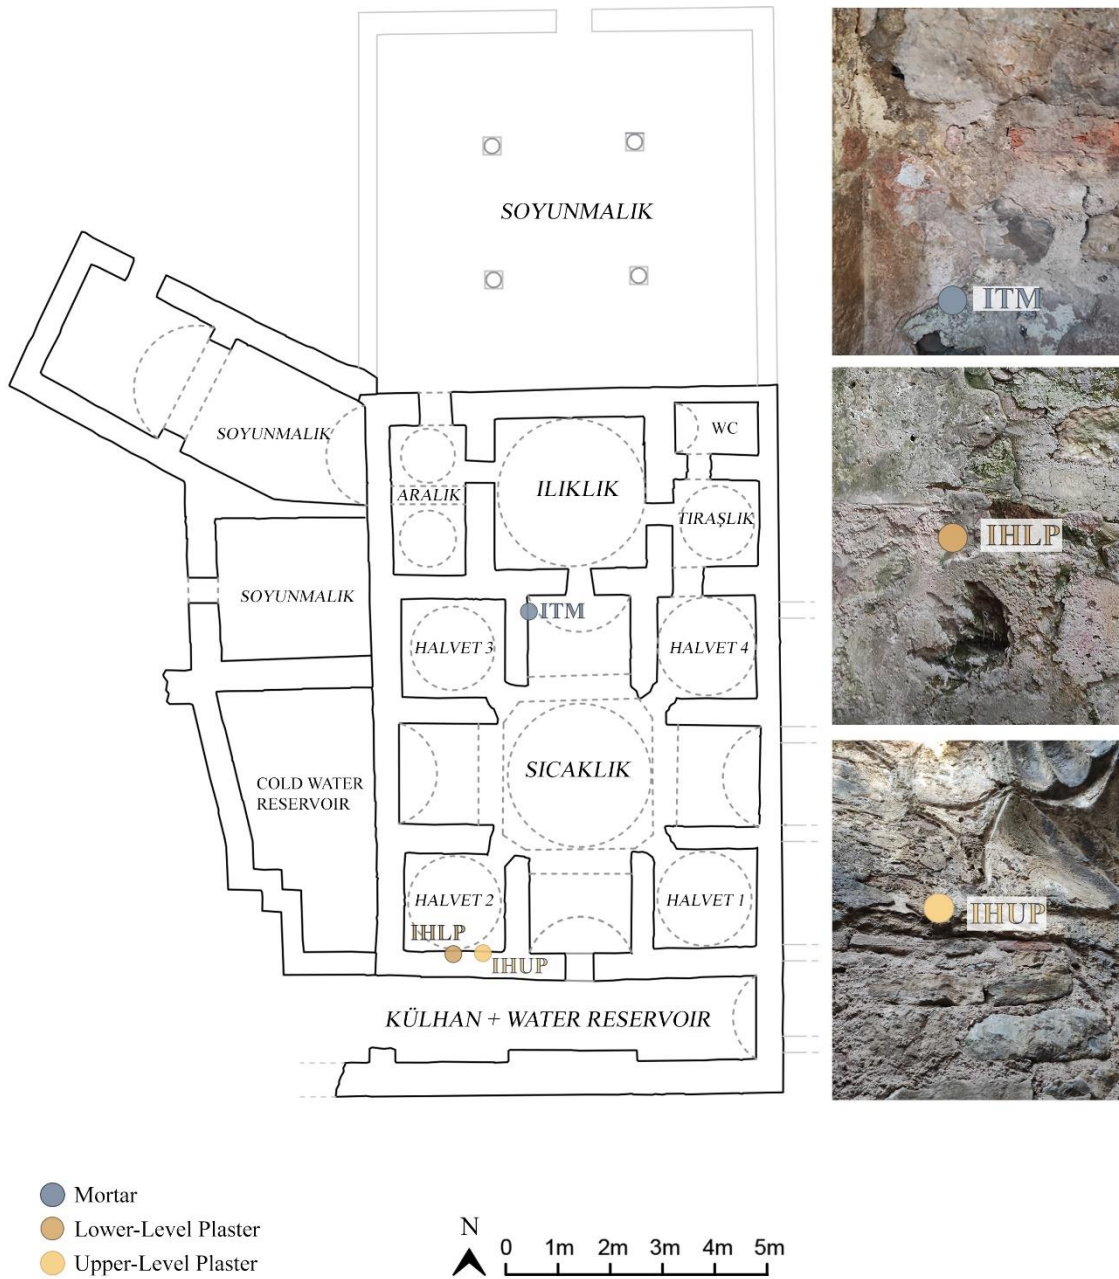 SOYUNMALIK
SOYUNMALIK
WC
ILIKLIK
ARALIK
TIRAŞLIK
SOYUNMALIK
ITM
HALVET 3
HALVET 4
SICAKLIK
COLD WATER
RESERVOIR
HALVET 2
HALVET 1
IHLP
IHUP
KÜLHAN + WATER RESERVOIR
ITM
IHLP
IHUP
Mortar
Lower-Level Plaster
Upper-Level Plaster
N
0 1m 2m 3m 4m 5m